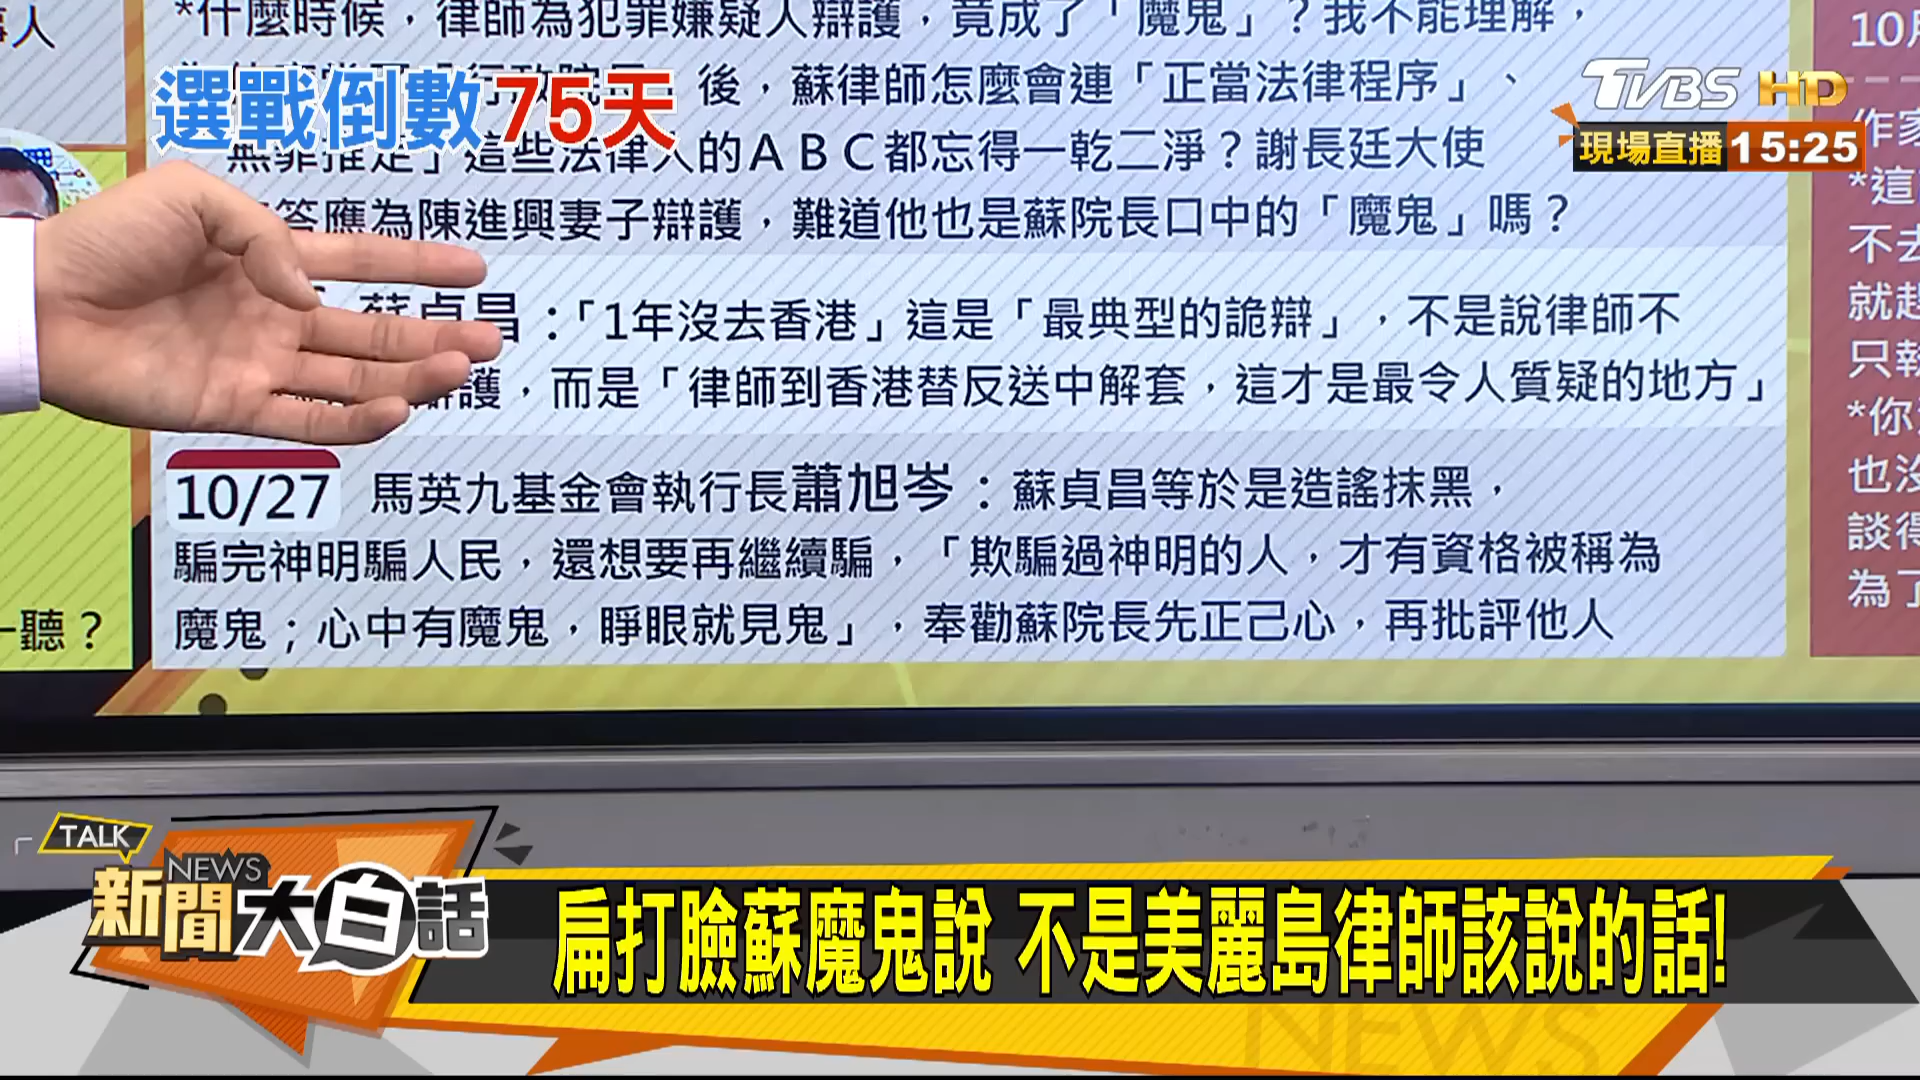 事人
*什麼時候，律師為犯罪嫌疑人辯護，竟成了「魔鬼」？我不能理解，
後，蘇律師怎麼會連「正當法律程序」、
「無罪推定」這些法律人的ＡＢＣ都忘得一乾二淨？謝長廷大使
答應為陳進興妻子辯護，難道他也是蘇院長口中的「魔鬼」嗎？
蘇貞昌：「1年沒去香港」這是「最典型的詭辯」，不是說律師不
辯護，而是「律師到香港替反送中解套，這才是最令人質疑的地方」
10/27 馬英九基金會執行長蕭旭岑：蘇貞昌等於是造謠抹黑，
騙完神明騙人民，還想要再繼續騙，「欺騙過神明的人，才有資格被稱為
魔鬼；心中有魔鬼，睜眼就見鬼」，奉勸蘇院長先正己心，再批評他人
一聽？
選戰倒數75天
TVBS HD
現場直播 15:25
10月
作家
*這
不去
就起
只執
*你
也沒
談得
為了
TALK
NEWS
新聞大白話
扁打臉蘇魔鬼說 不是美麗島律師該說的話!
NEWS